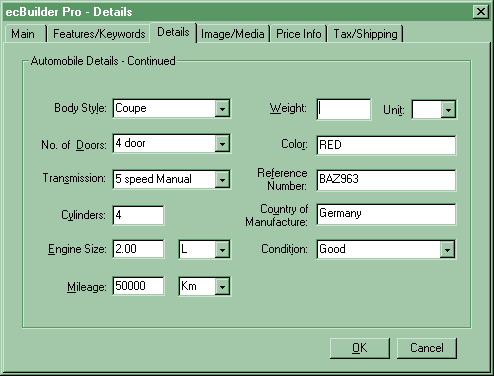 ecBuilder Pro - Details
Main Features/Keywords Details Image/Media Price Info Tax/Shipping
Automobile Details - Continued
Body Style: Coupe Weight: Unit:
No. of Doors: 4 door Color: RED
Transmission: 5 speed Manual Reference Number: BAZ963
Cylinders: 4 Country of Manufacture: Germany
Engine Size: 2.00 L Condition: Good
Mileage: 50000 Km
OK Cancel